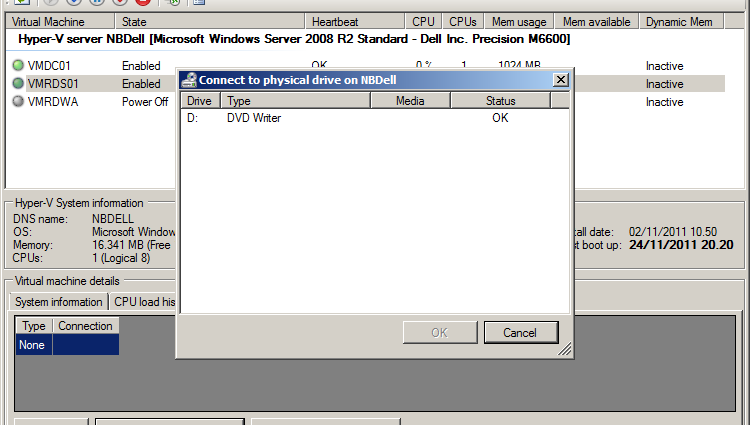 Virtual Machine State Heartbeat CPU CPUs Mem usage Mem available Dynamic Mem
Hyper-V server NBDell [Microsoft Windows Server 2008 R2 Standard - Dell Inc. Precision M6600]
VMDC01 Enabled OK 0 % 1 1024 MB Inactive
VMRDS01 Enabled Inactive
VMRDWA Power Off Inactive
Connect to physical drive on NBDell
Drive Type Media Status
D: DVD Writer OK
OK Cancel
Hyper-V System information
DNS name: NBDELL
OS: Microsoft Window
Memory: 16.341 MB (Free
CPUs: 1 (Logical 8)
all date: 02/11/2011 10.50
t boot up: 24/11/2011 20.20
Virtual machine details
System information CPU load his
Type Connection
None